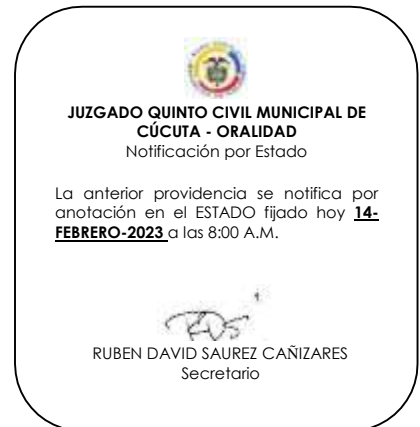 JUZGADO QUINTO CIVIL MUNICIPAL DE
CÚCUTA - ORALIDAD
Notificación por Estado
La anterior providencia se notifica por
anotación en el ESTADO fijado hoy 14-
FEBRERO-2023 a las 8:00 A.M.
RUBEN DAVID SAUREZ CAÑIZARES
Secretario